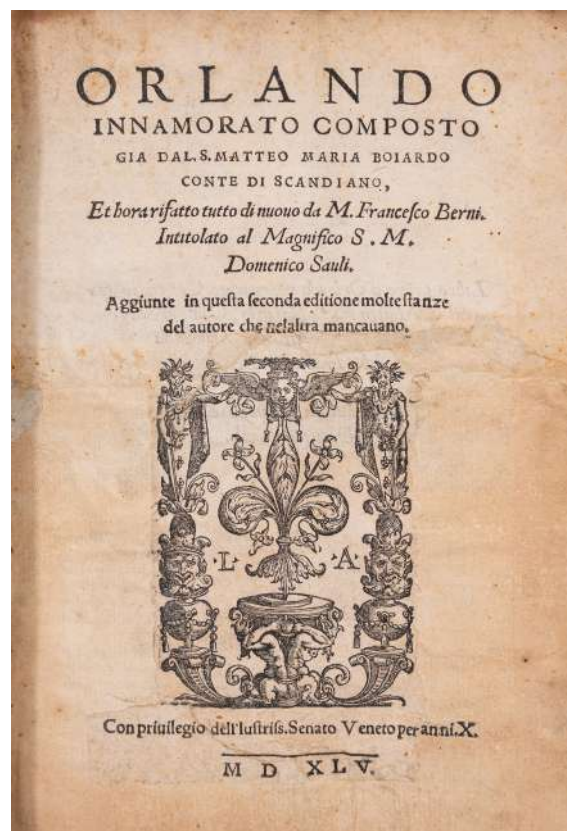 ORLANDO
INNAMORATO COMPOSTO
GIA DAL. S. MATTEO MARIA BOIARDO
CONTE DI SCANDIANO,
Et hora rifatto tutto di nuouo da M. Francesco Berni.
Intitolato al Magnifico S. M.
Domenico Sauli.
Aggiunte in questa seconda editione molte stanze
del autore che nelaltra mancauano.
·L· ·A·
Con priuilegio dell'Iustriss. Senato Veneto per anni. X.
M D XLV.